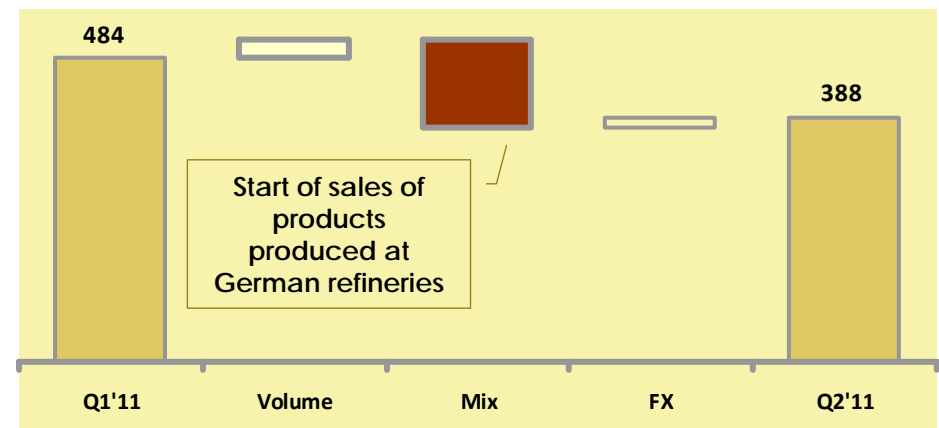 484
388
Start of sales of
products
produced at
German refineries
Q1'11 Volume Mix FX Q2'11